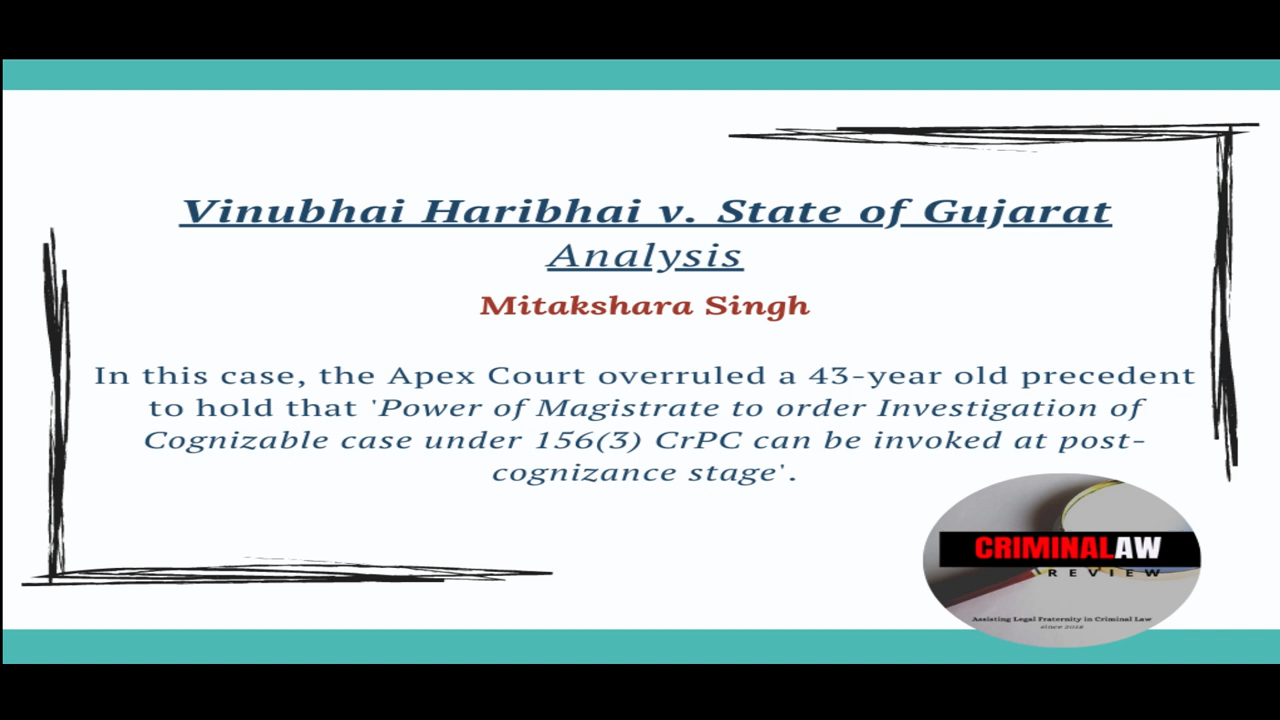 Vinubhai Haribhai v. State of Gujarat
Analysis
Mitakshara Singh
In this case, the Apex Court overruled a 43-year old precedent
to hold that 'Power of Magistrate to order Investigation of
Cognizable case under 156(3) CrPC can be invoked at post-
cognizance stage'.
CRIMINALAW
REVIEW
Assisting Legal Fraternity in Criminal Law
since 2018